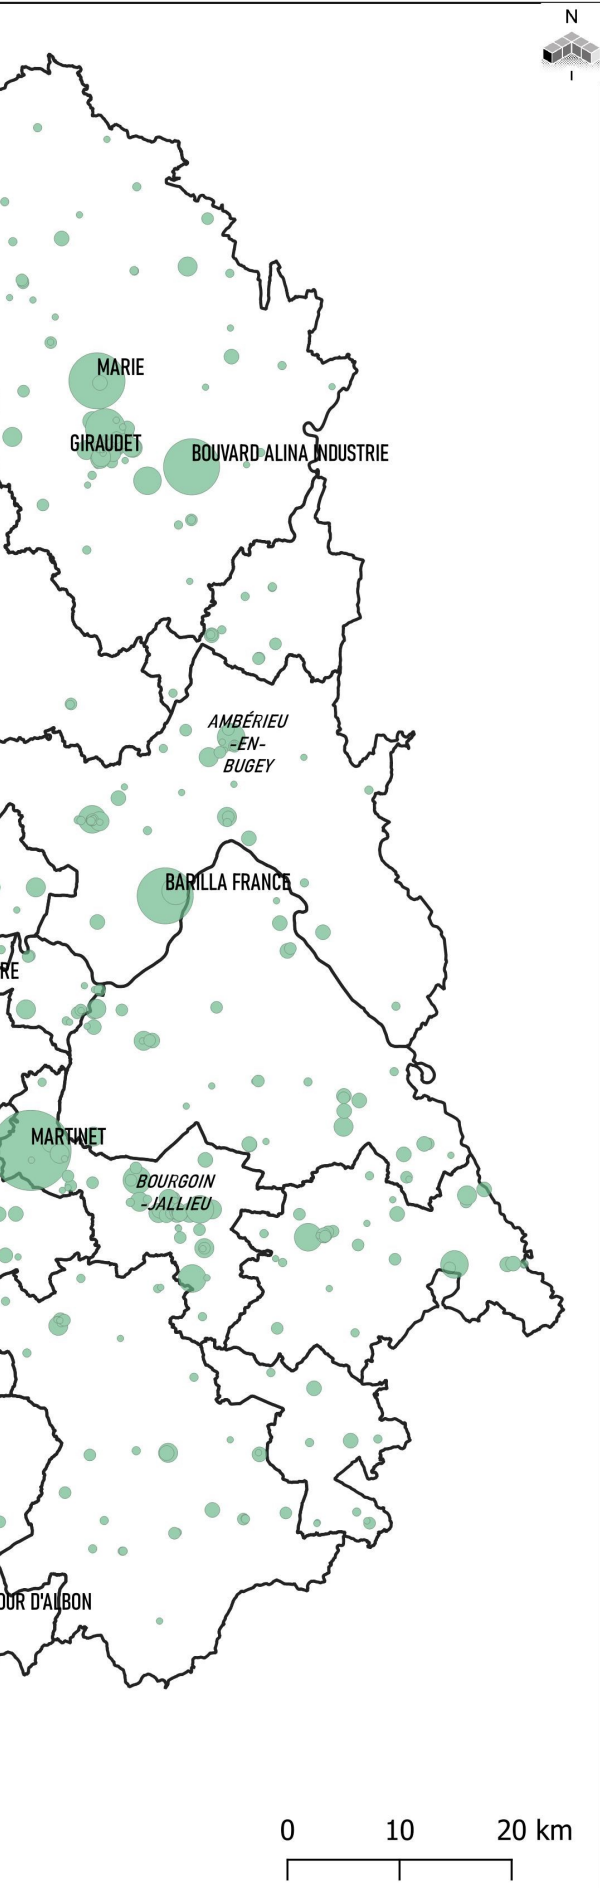 N
MARIE
GIRAUDET
BOUVARD ALINA INDUSTRIE
AMBÉRIEU
-EN-
BUGEY
BARILLA FRANCE
RE
MARTINET
BOURGOIN
-JALLIEU
OUR D'ALBON
0 10 20 km